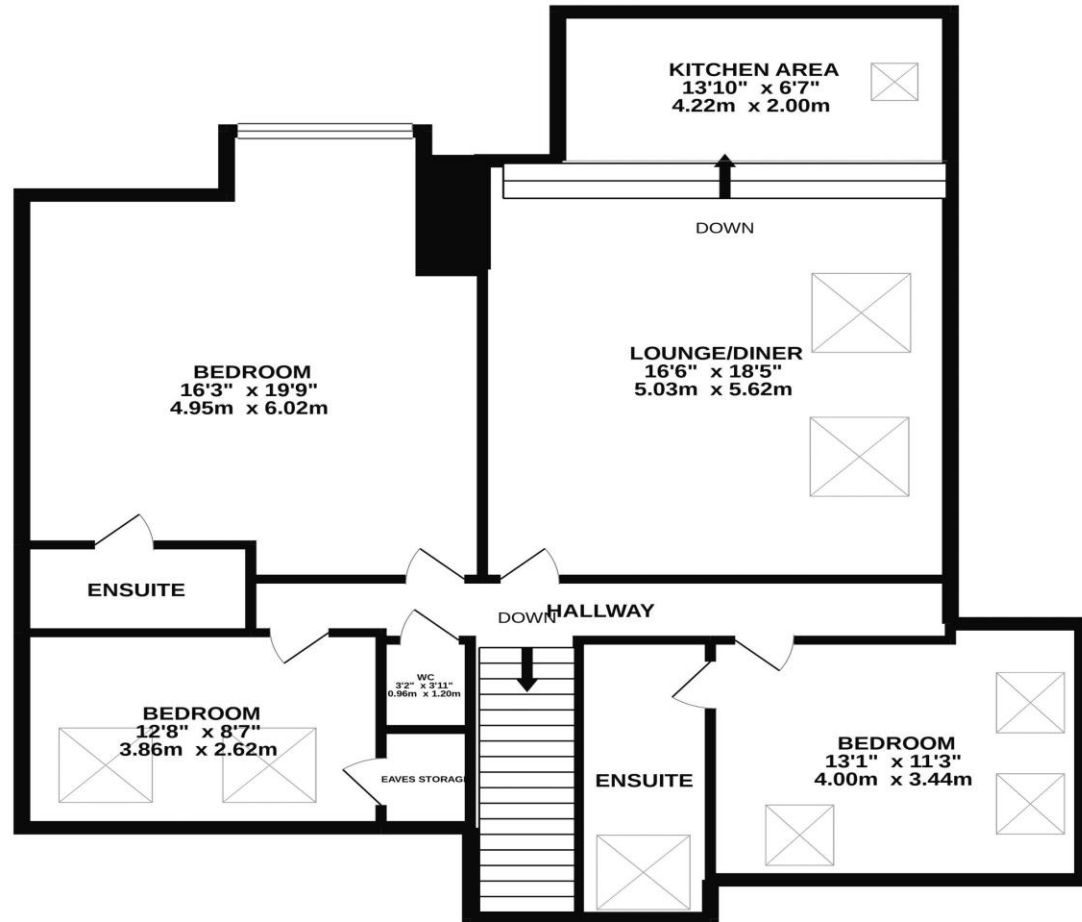 KITCHEN AREA
13'10" x 6'7"
4.22m x 2.00m
DOWN
LOUNGE/DINER
16'6" x 18'5"
5.03m x 5.62m
BEDROOM
16'3" x 19'9"
4.95m x 6.02m
ENSUITE
HALLWAY
DOWN
WC
3'2" x 3'11"
0.96m x 1.20m
BEDROOM
12'8" x 8'7"
3.86m x 2.62m
EAVES STORAGE
ENSUITE
BEDROOM
13'1" x 11'3"
4.00m x 3.44m